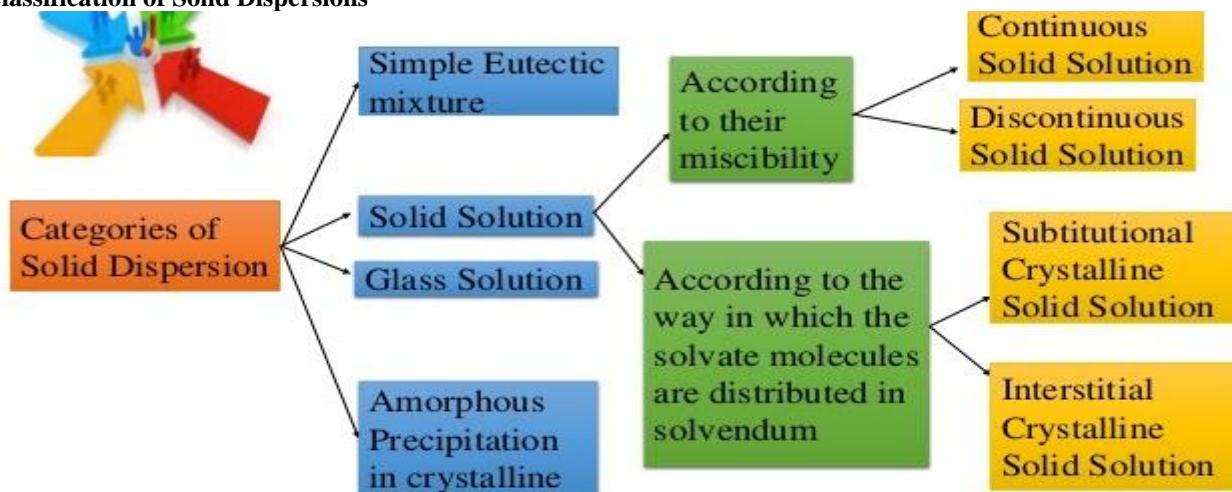 Classification of Solid Dispersions
Categories of
Solid Dispersion
Simple Eutectic
mixture
Solid Solution
Glass Solution
Amorphous
Precipitation
in crystalline
According
to their
miscibility
According to the
way in which the
solvate molecules
are distributed in
solvendum
Continuous
Solid Solution
Discontinuous
Solid Solution
Subtitutional
Crystalline
Solid Solution
Interstitial
Crystalline
Solid Solution